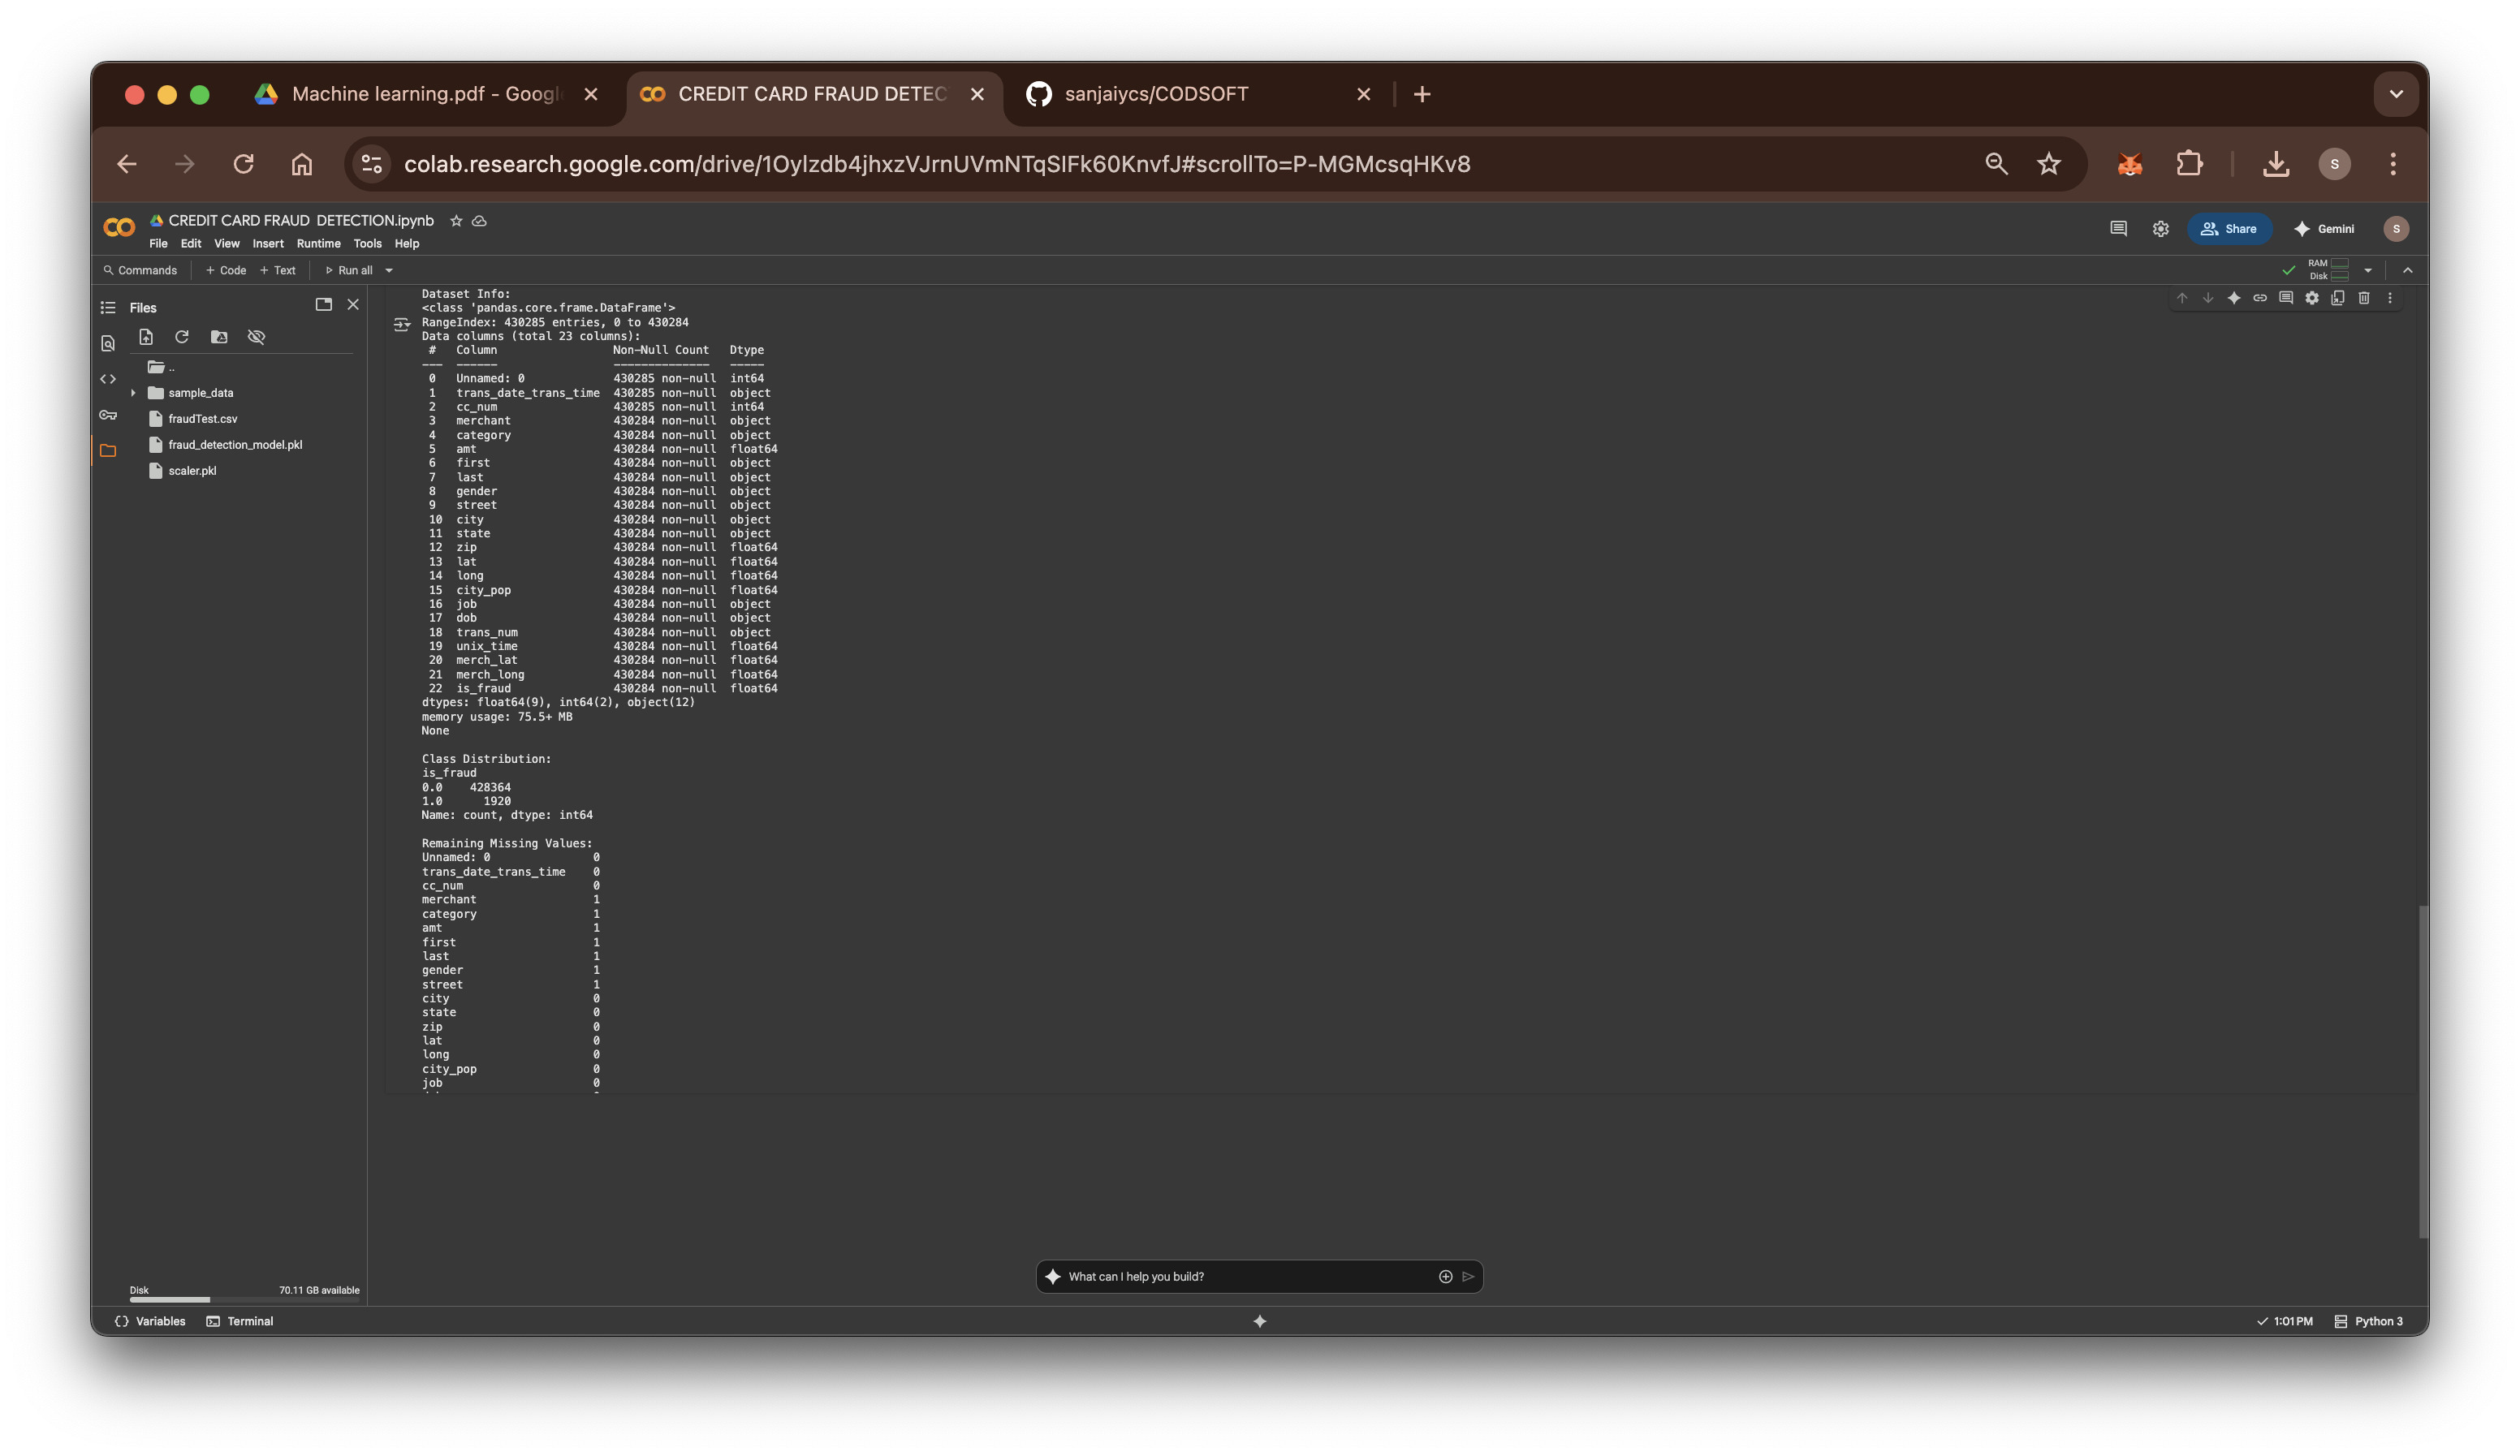 Machine learning.pdf - Googl
CREDIT CARD FRAUD DETEC
sanjaiycs/CODSOFT
colab.research.google.com/drive/1Oylzdb4jhxzVJrnUVmNTqSIFk60KnvfJ#scrollTo=P-MGMcsqHKv8
S
CREDIT CARD FRAUD DETECTION.ipynb
File Edit View Insert Runtime Tools Help
Share
Gemini
S
Commands + Code + Text Run all
RAM
Disk
Files
..
sample_data
fraudTest.csv
fraud_detection_model.pkl
scaler.pkl
Dataset Info:
<class 'pandas.core.frame.DataFrame'>
RangeIndex: 430285 entries, 0 to 430284
Data columns (total 23 columns):
# Column Non-Null Count Dtype
--- ------ -------------- -----
0 Unnamed: 0 430285 non-null int64
1 trans_date_trans_time 430285 non-null object
2 cc_num 430285 non-null int64
3 merchant 430284 non-null object
4 category 430284 non-null object
5 amt 430284 non-null float64
6 first 430284 non-null object
7 last 430284 non-null object
8 gender 430284 non-null object
9 street 430284 non-null object
10 city 430284 non-null object
11 state 430284 non-null object
12 zip 430284 non-null float64
13 lat 430284 non-null float64
14 long 430284 non-null float64
15 city_pop 430284 non-null float64
16 job 430284 non-null object
17 dob 430284 non-null object
18 trans_num 430284 non-null object
19 unix_time 430284 non-null float64
20 merch_lat 430284 non-null float64
21 merch_long 430284 non-null float64
22 is_fraud 430284 non-null float64
dtypes: float64(9), int64(2), object(12)
memory usage: 75.5+ MB
None
Class Distribution:
is_fraud
0.0 428364
1.0 1920
Name: count, dtype: int64
Remaining Missing Values:
Unnamed: 0 0
trans_date_trans_time 0
cc_num 0
merchant 1
category 1
amt 1
first 1
last 1
gender 1
street 1
city 0
state 0
zip 0
lat 0
long 0
city_pop 0
job 0
What can I help you build?
Disk 70.11 GB available
Variables Terminal
1:01 PM Python 3